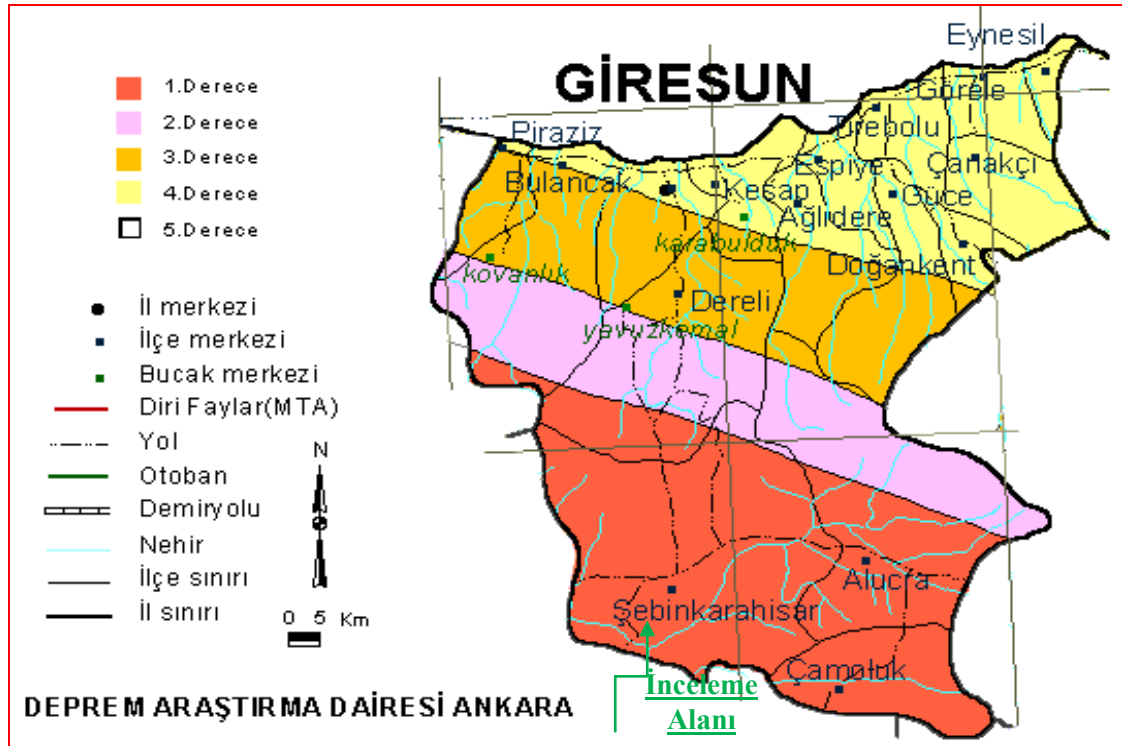 GİRESUN
1.Derece
2.Derece
3.Derece
4.Derece
5.Derece
İl merkezi
İlçe merkezi
Bucak merkezi
Diri Faylar(MTA)
Yol
Otoban
Demiryolu
Nehir
İlçe sınırı
İl sınırı
N
0 5 Km
Eynesil
Görele
Tirebolu
Piraziz
Espiye
Çanakçi
Bulancak
Keşap
Güce
Ağlidere
karabulduk
Doğankent
kovanlık
Dereli
yavuzkemal
Alucra
Şebinkarahisar
Çamoluk
İnceleme
Alanı
DEPREM ARAŞTIRMA DAİRESİ ANKARA